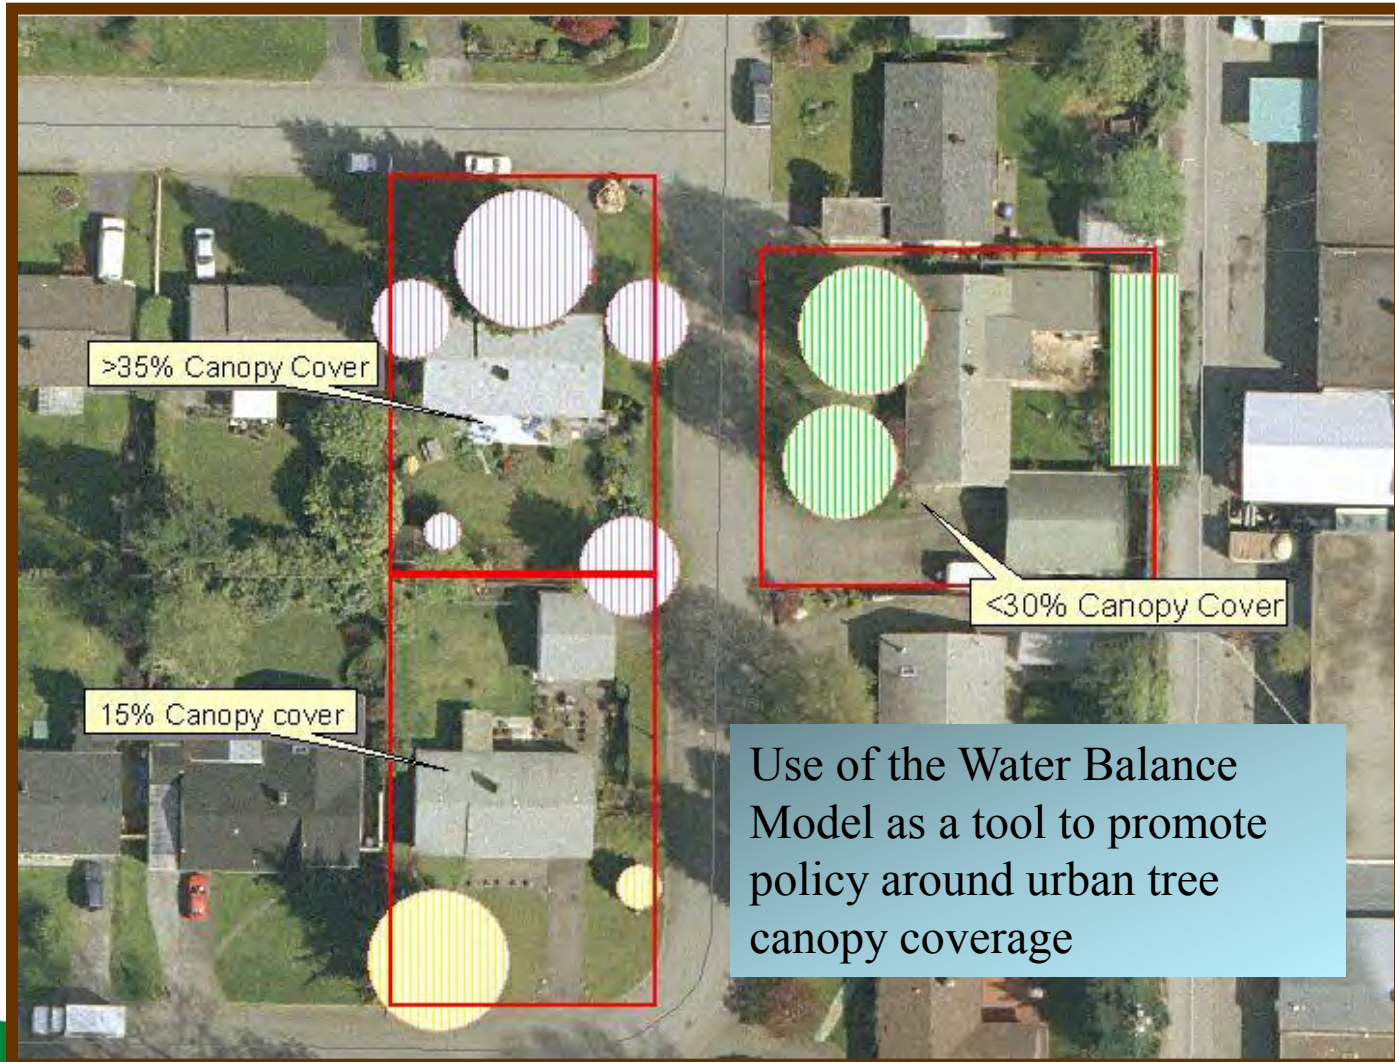 >35% Canopy Cover
<30% Canopy Cover
15% Canopy cover
Use of the Water Balance
Model as a tool to promote
policy around urban tree
canopy coverage